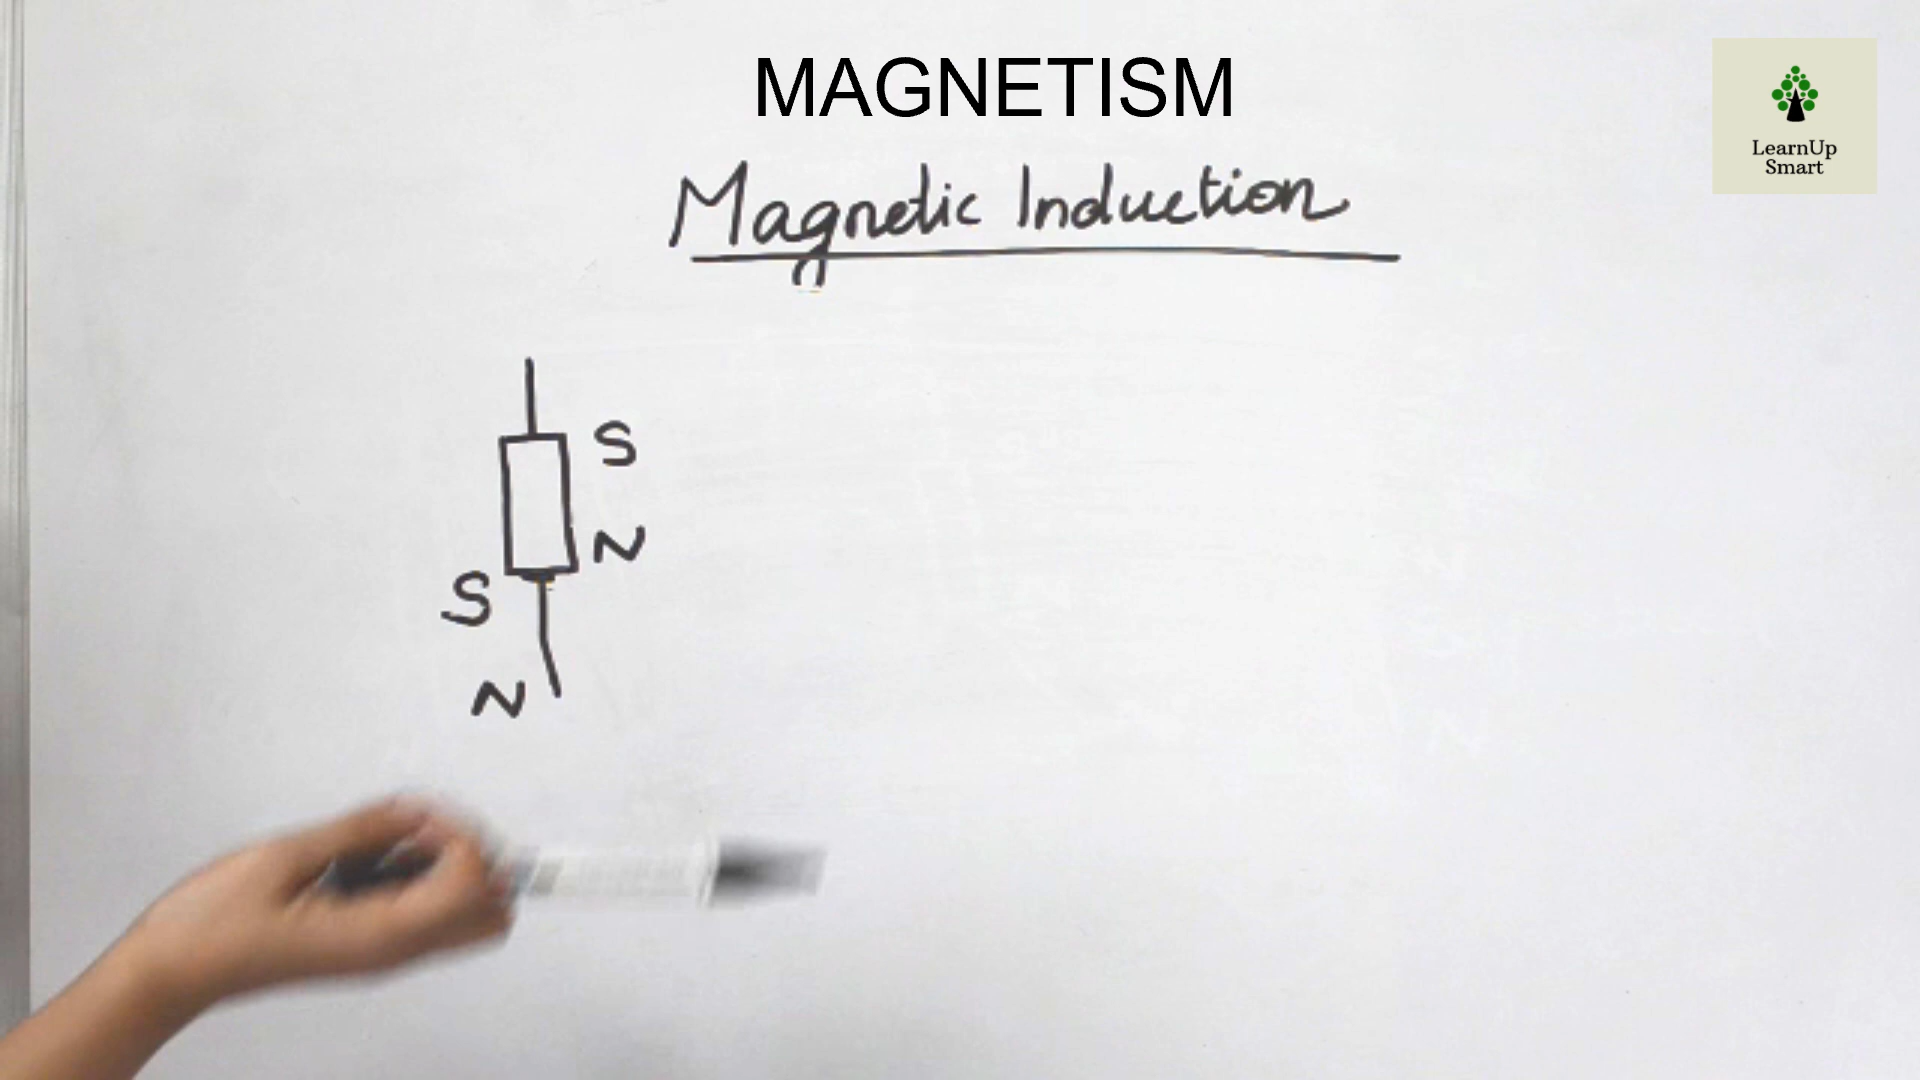 MAGNETISM
LearnUp
Smart
Magnetic Induction
S
N
S
N